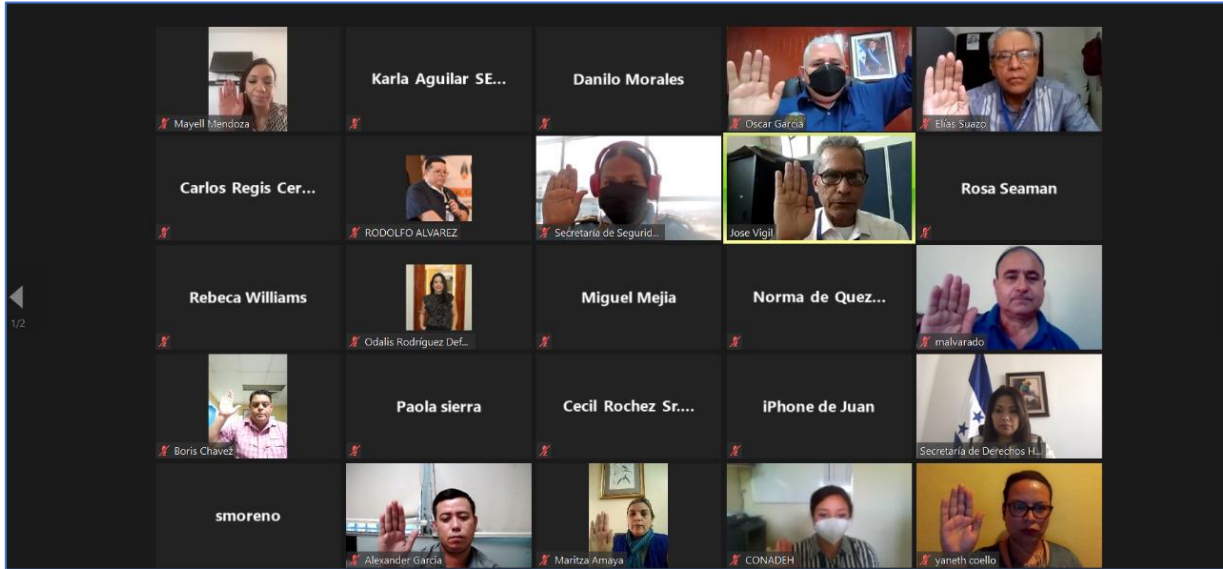 Mayell Mendoza
Karla Aguilar SE...
Danilo Morales
Oscar Garcia
Elías Suazo
Carlos Regis Cer...
RODOLFO ALVAREZ
Secretaría de Segurid...
Jose Vigil
Rosa Seaman
Rebeca Williams
Odalis Rodríguez Def...
Miguel Mejia
Norma de Quez...
malvarado
1/2
Boris Chavez
Paola sierra
Cecil Rochez Sr....
iPhone de Juan
Secretaría de Derechos H...
smoreno
Alexander García
Maritza Amaya
CONADEH
yaneth coello